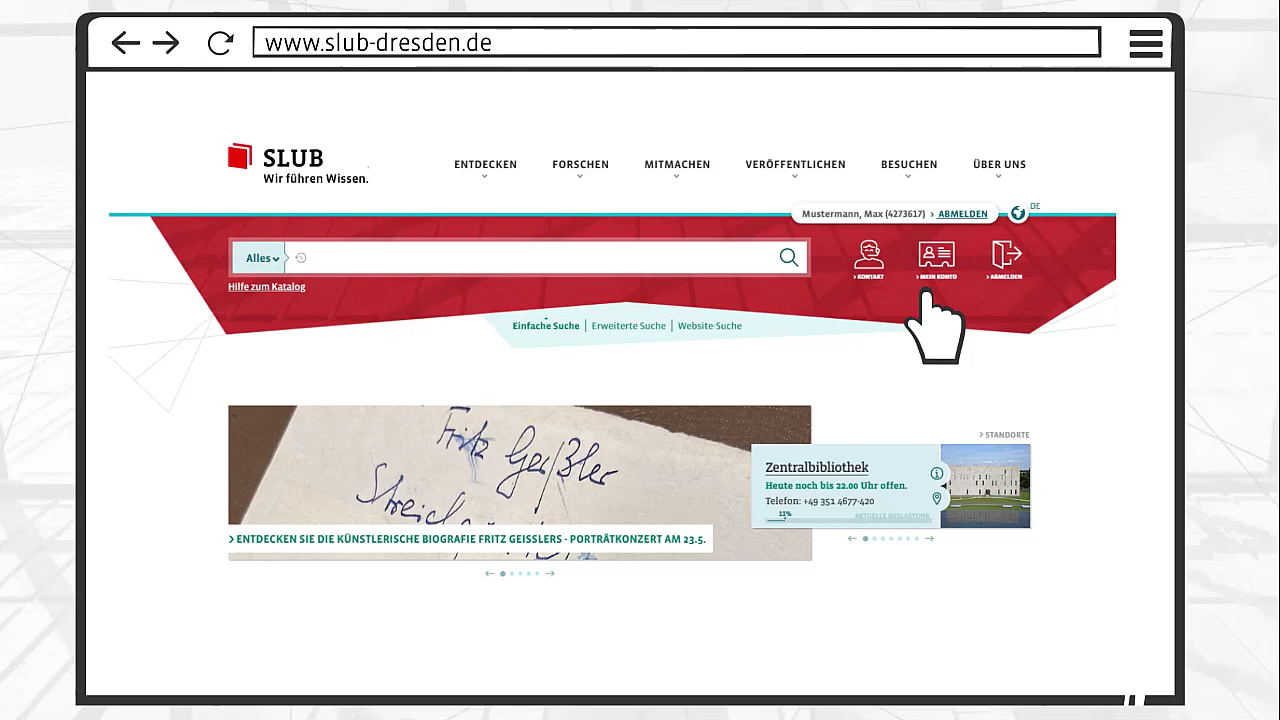 www.slub-dresden.de
SLUB
Wir führen Wissen.
ENTDECKEN FORSCHEN MITMACHEN VERÖFFENTLICHEN BESUCHEN ÜBER UNS
Mustermann, Max (4273617) > ABMELDEN DE
Alles
> KONTAKT > MEIN KONTO > ABMELDEN
Hilfe zum Katalog
Einfache Suche | Erweiterte Suche | Website-Suche
Fritz Geißler
> STANDORTE
Zentralbibliothek
Heute noch bis 22.00 Uhr offen.
Telefon: +49 351 4677-420
11% AKTUELLE AUSLASTUNG
> ENTDECKEN SIE DIE KÜNSTLERISCHE BIOGRAFIE FRITZ GEISSLERS - PORTRÄTKONZERT AM 23.5.